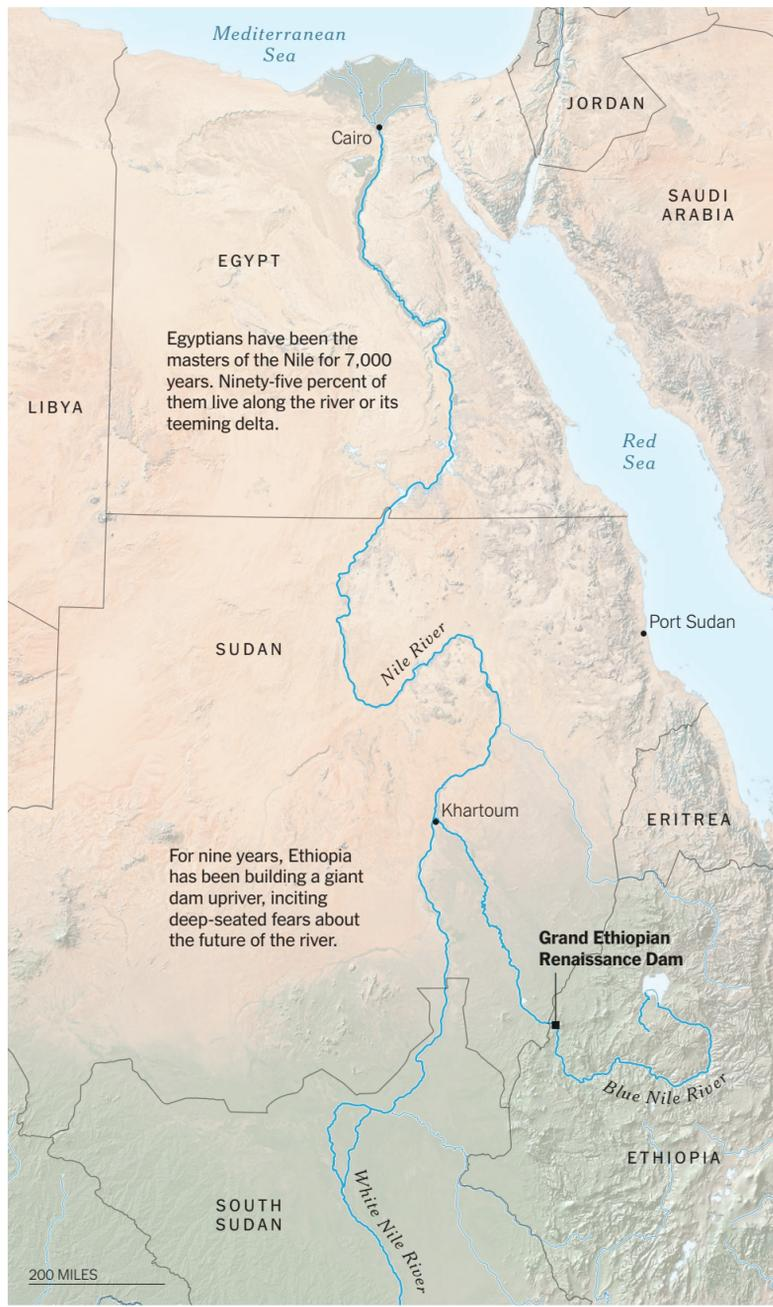 Mediterranean
Sea
JORDAN
Cairo
SAUDI
ARABIA
EGYPT
Egyptians have been the
masters of the Nile for 7,000
years. Ninety-five percent of
them live along the river or its
teeming delta.
LIBYA
Red
Sea
Port Sudan
SUDAN
Nile River
Khartoum
ERITREA
For nine years, Ethiopia
has been building a giant
dam upriver, inciting
deep-seated fears about
the future of the river.
Grand Ethiopian
Renaissance Dam
Blue Nile River
ETHIOPIA
SOUTH
SUDAN
White Nile River
200 MILES